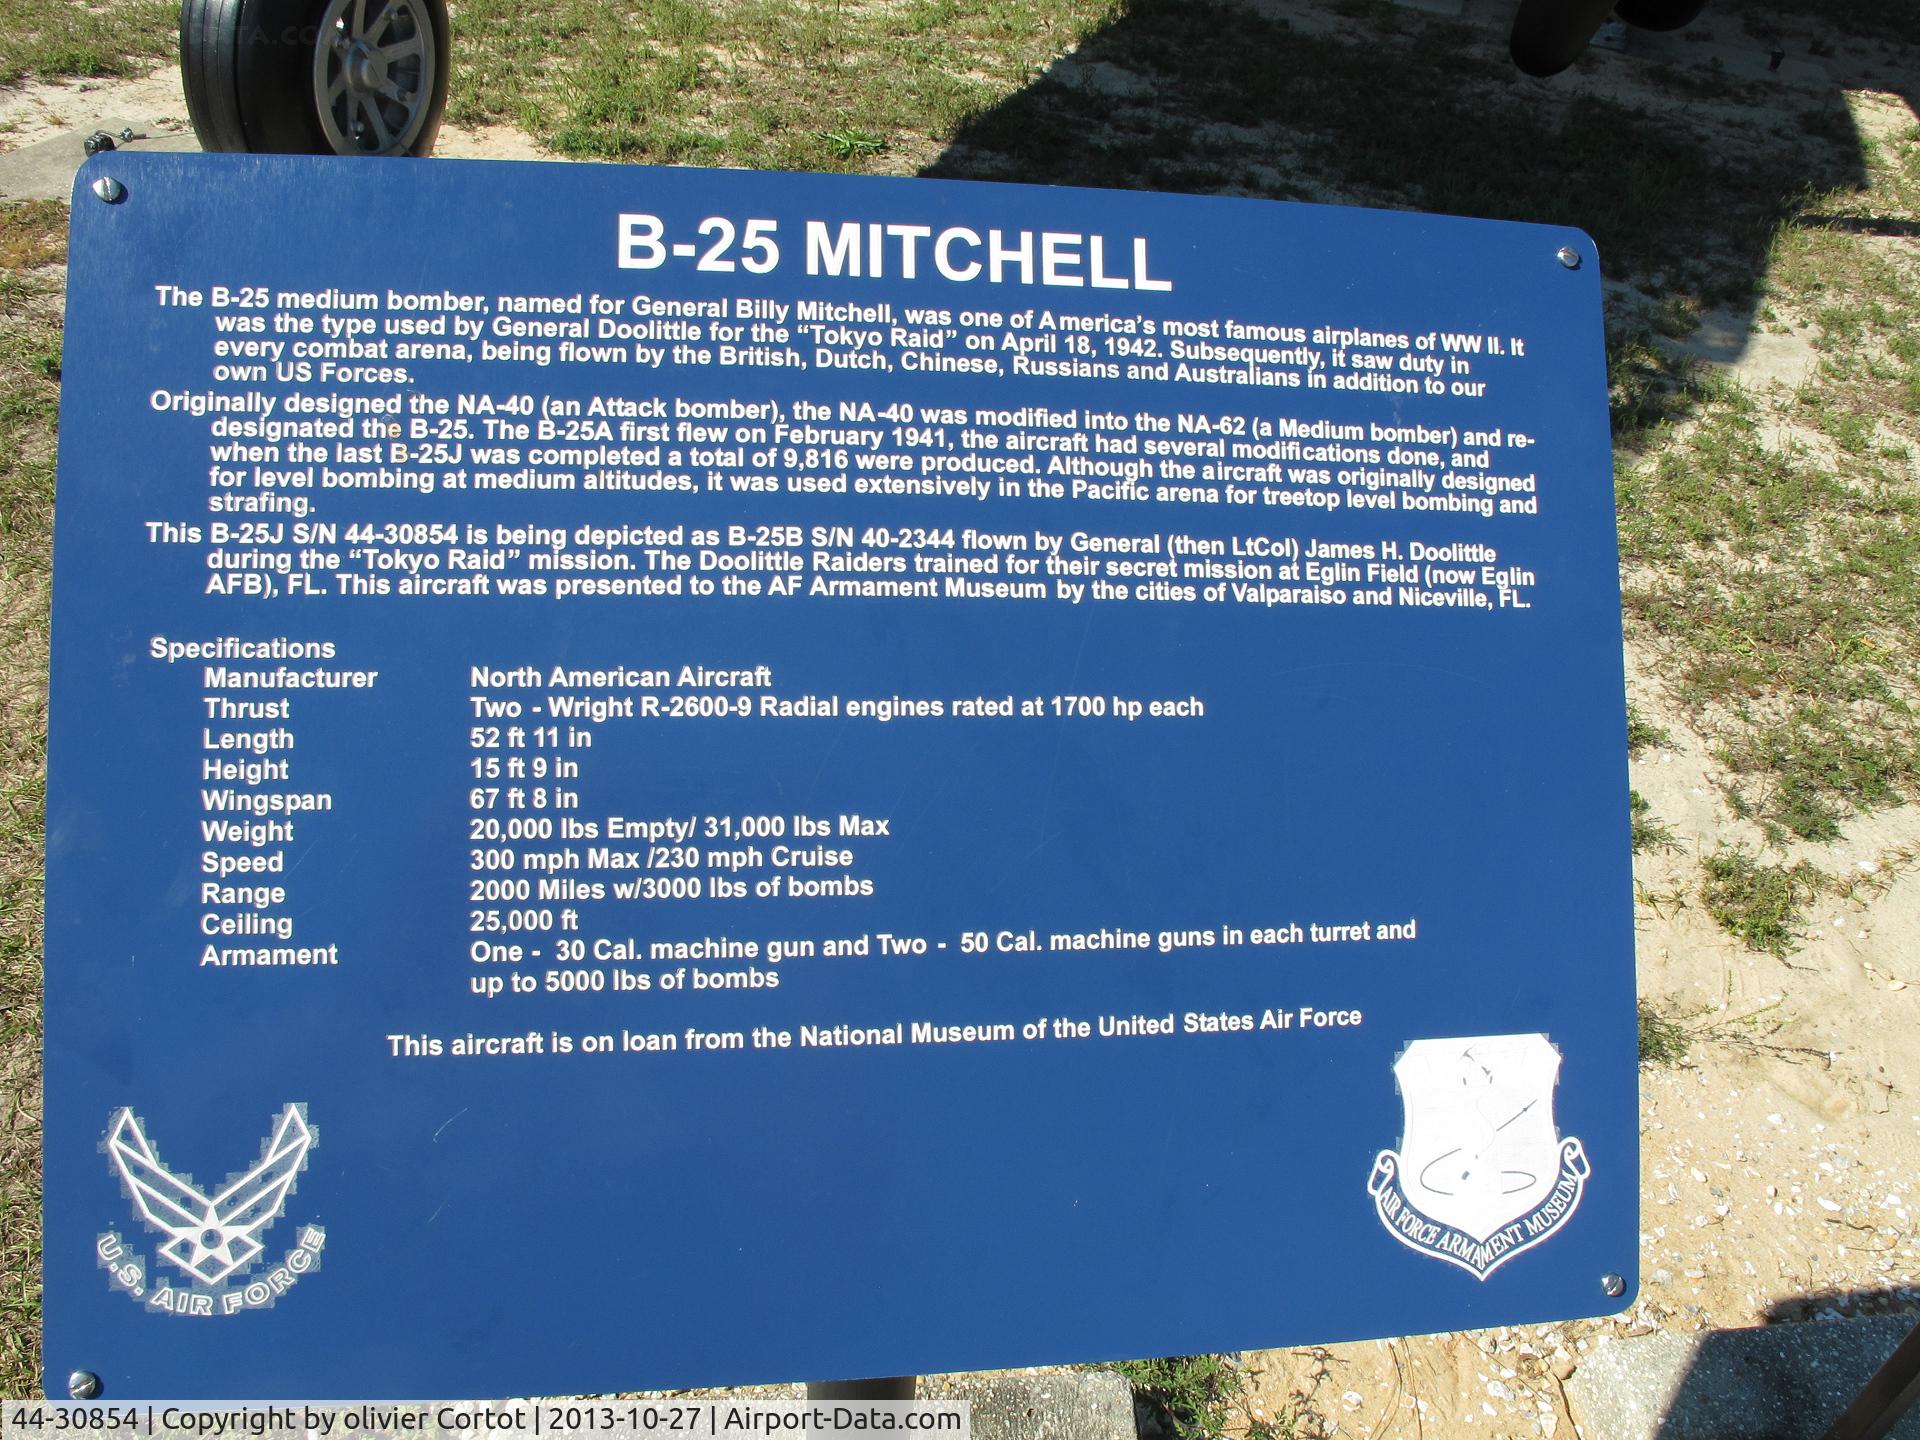 B-25 MITCHELL
The B-25 medium bomber, named for General Billy Mitchell, was one of America's most famous airplanes of WW II. It
was the type used by General Doolittle for the “Tokyo Raid” on April 18, 1942. Subsequently, it saw duty in
every combat arena, being flown by the British, Dutch, Chinese, Russians and Australians in addition to our
own US Forces.
Originally designed the NA-40 (an Attack bomber), the NA-40 was modified into the NA-62 (a Medium bomber) and re-
designated the B-25. The B-25A first flew on February 1941, the aircraft had several modifications done, and
when the last B-25J was completed a total of 9,816 were produced. Although the aircraft was originally designed
for level bombing at medium altitudes, it was used extensively in the Pacific arena for treetop level bombing and
strafing.
This B-25J S/N 44-30854 is being depicted as B-25B S/N 40-2344 flown by General (then LtCol) James H. Doolittle
during the “Tokyo Raid” mission. The Doolittle Raiders trained for their secret mission at Eglin Field (now Eglin
AFB), FL. This aircraft was presented to the AF Armament Museum by the cities of Valparaiso and Niceville, FL.
Specifications
Manufacturer North American Aircraft
Thrust Two - Wright R-2600-9 Radial engines rated at 1700 hp each
Length 52 ft 11 in
Height 15 ft 9 in
Wingspan 67 ft 8 in
Weight 20,000 lbs Empty/ 31,000 lbs Max
Speed 300 mph Max /230 mph Cruise
Range 2000 Miles w/3000 lbs of bombs
Ceiling 25,000 ft
Armament One - 30 Cal. machine gun and Two - 50 Cal. machine guns in each turret and
up to 5000 lbs of bombs
This aircraft is on loan from the National Museum of the United States Air Force
U.S. AIR FORCE
AIR FORCE ARMAMENT MUSEUM
44-30854 | Copyright by olivier Cortot | 2013-10-27 | Airport-Data.com